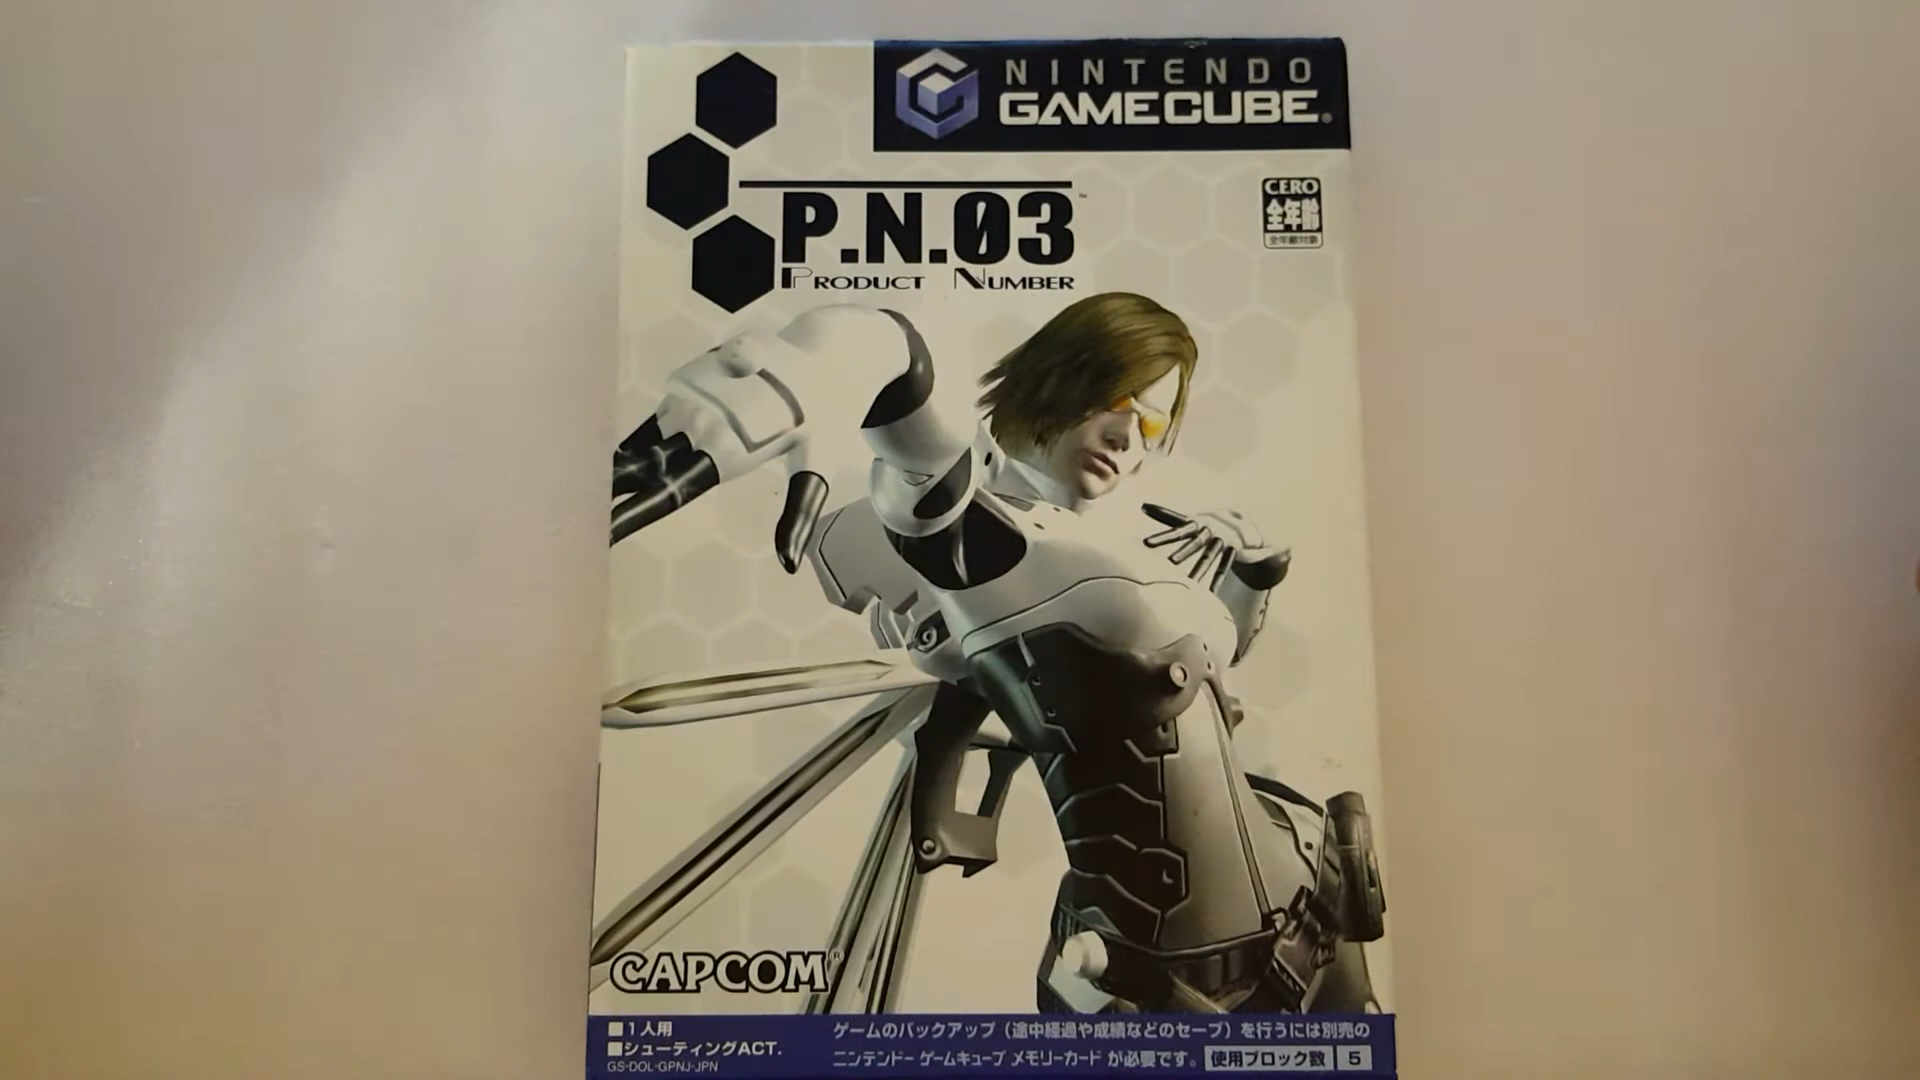 NINTENDO
GAMECUBE®
P.N.03™
PRODUCT NUMBER
CERO
全年齢
全年齢対象
9
CAPCOM®
■1人用
■シューティングACT.
GS-DOL-GPNJ-JPN
ゲームのバックアップ（途中経過や成績などのセーブ）を行うには別売の
ニンテンドー ゲームキューブ メモリーカード が必要です。 使用ブロック数 5